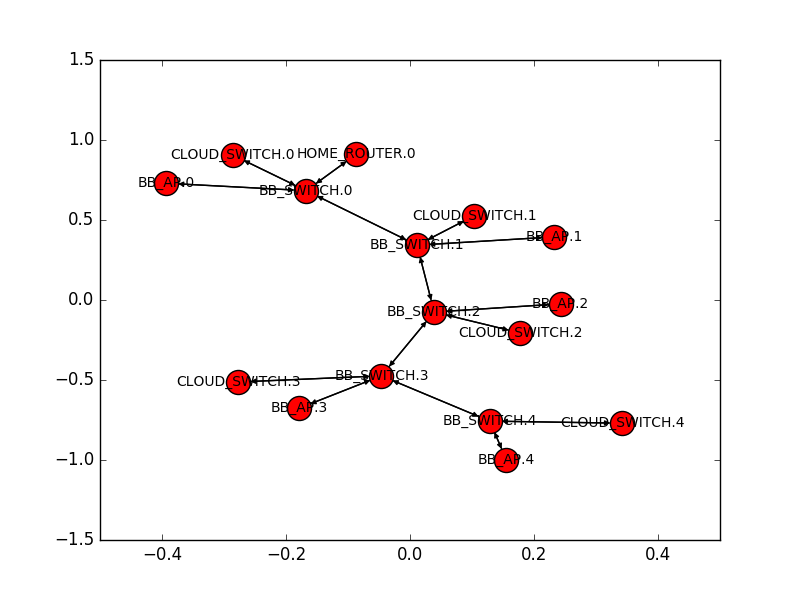 1.5
1.0
0.5
0.0
−0.5
−1.0
−1.5
CLOUD_SWITCH.0
HOME_ROUTER.0
BB_AP.0
BB_SWITCH.0
CLOUD_SWITCH.1
BB_AP.1
BB_SWITCH.1
BB_AP.2
BB_SWITCH.2
CLOUD_SWITCH.2
BB_SWITCH.3
CLOUD_SWITCH.3
BB_AP.3
BB_SWITCH.4
CLOUD_SWITCH.4
BB_AP.4
−0.4
−0.2
0.0
0.2
0.4